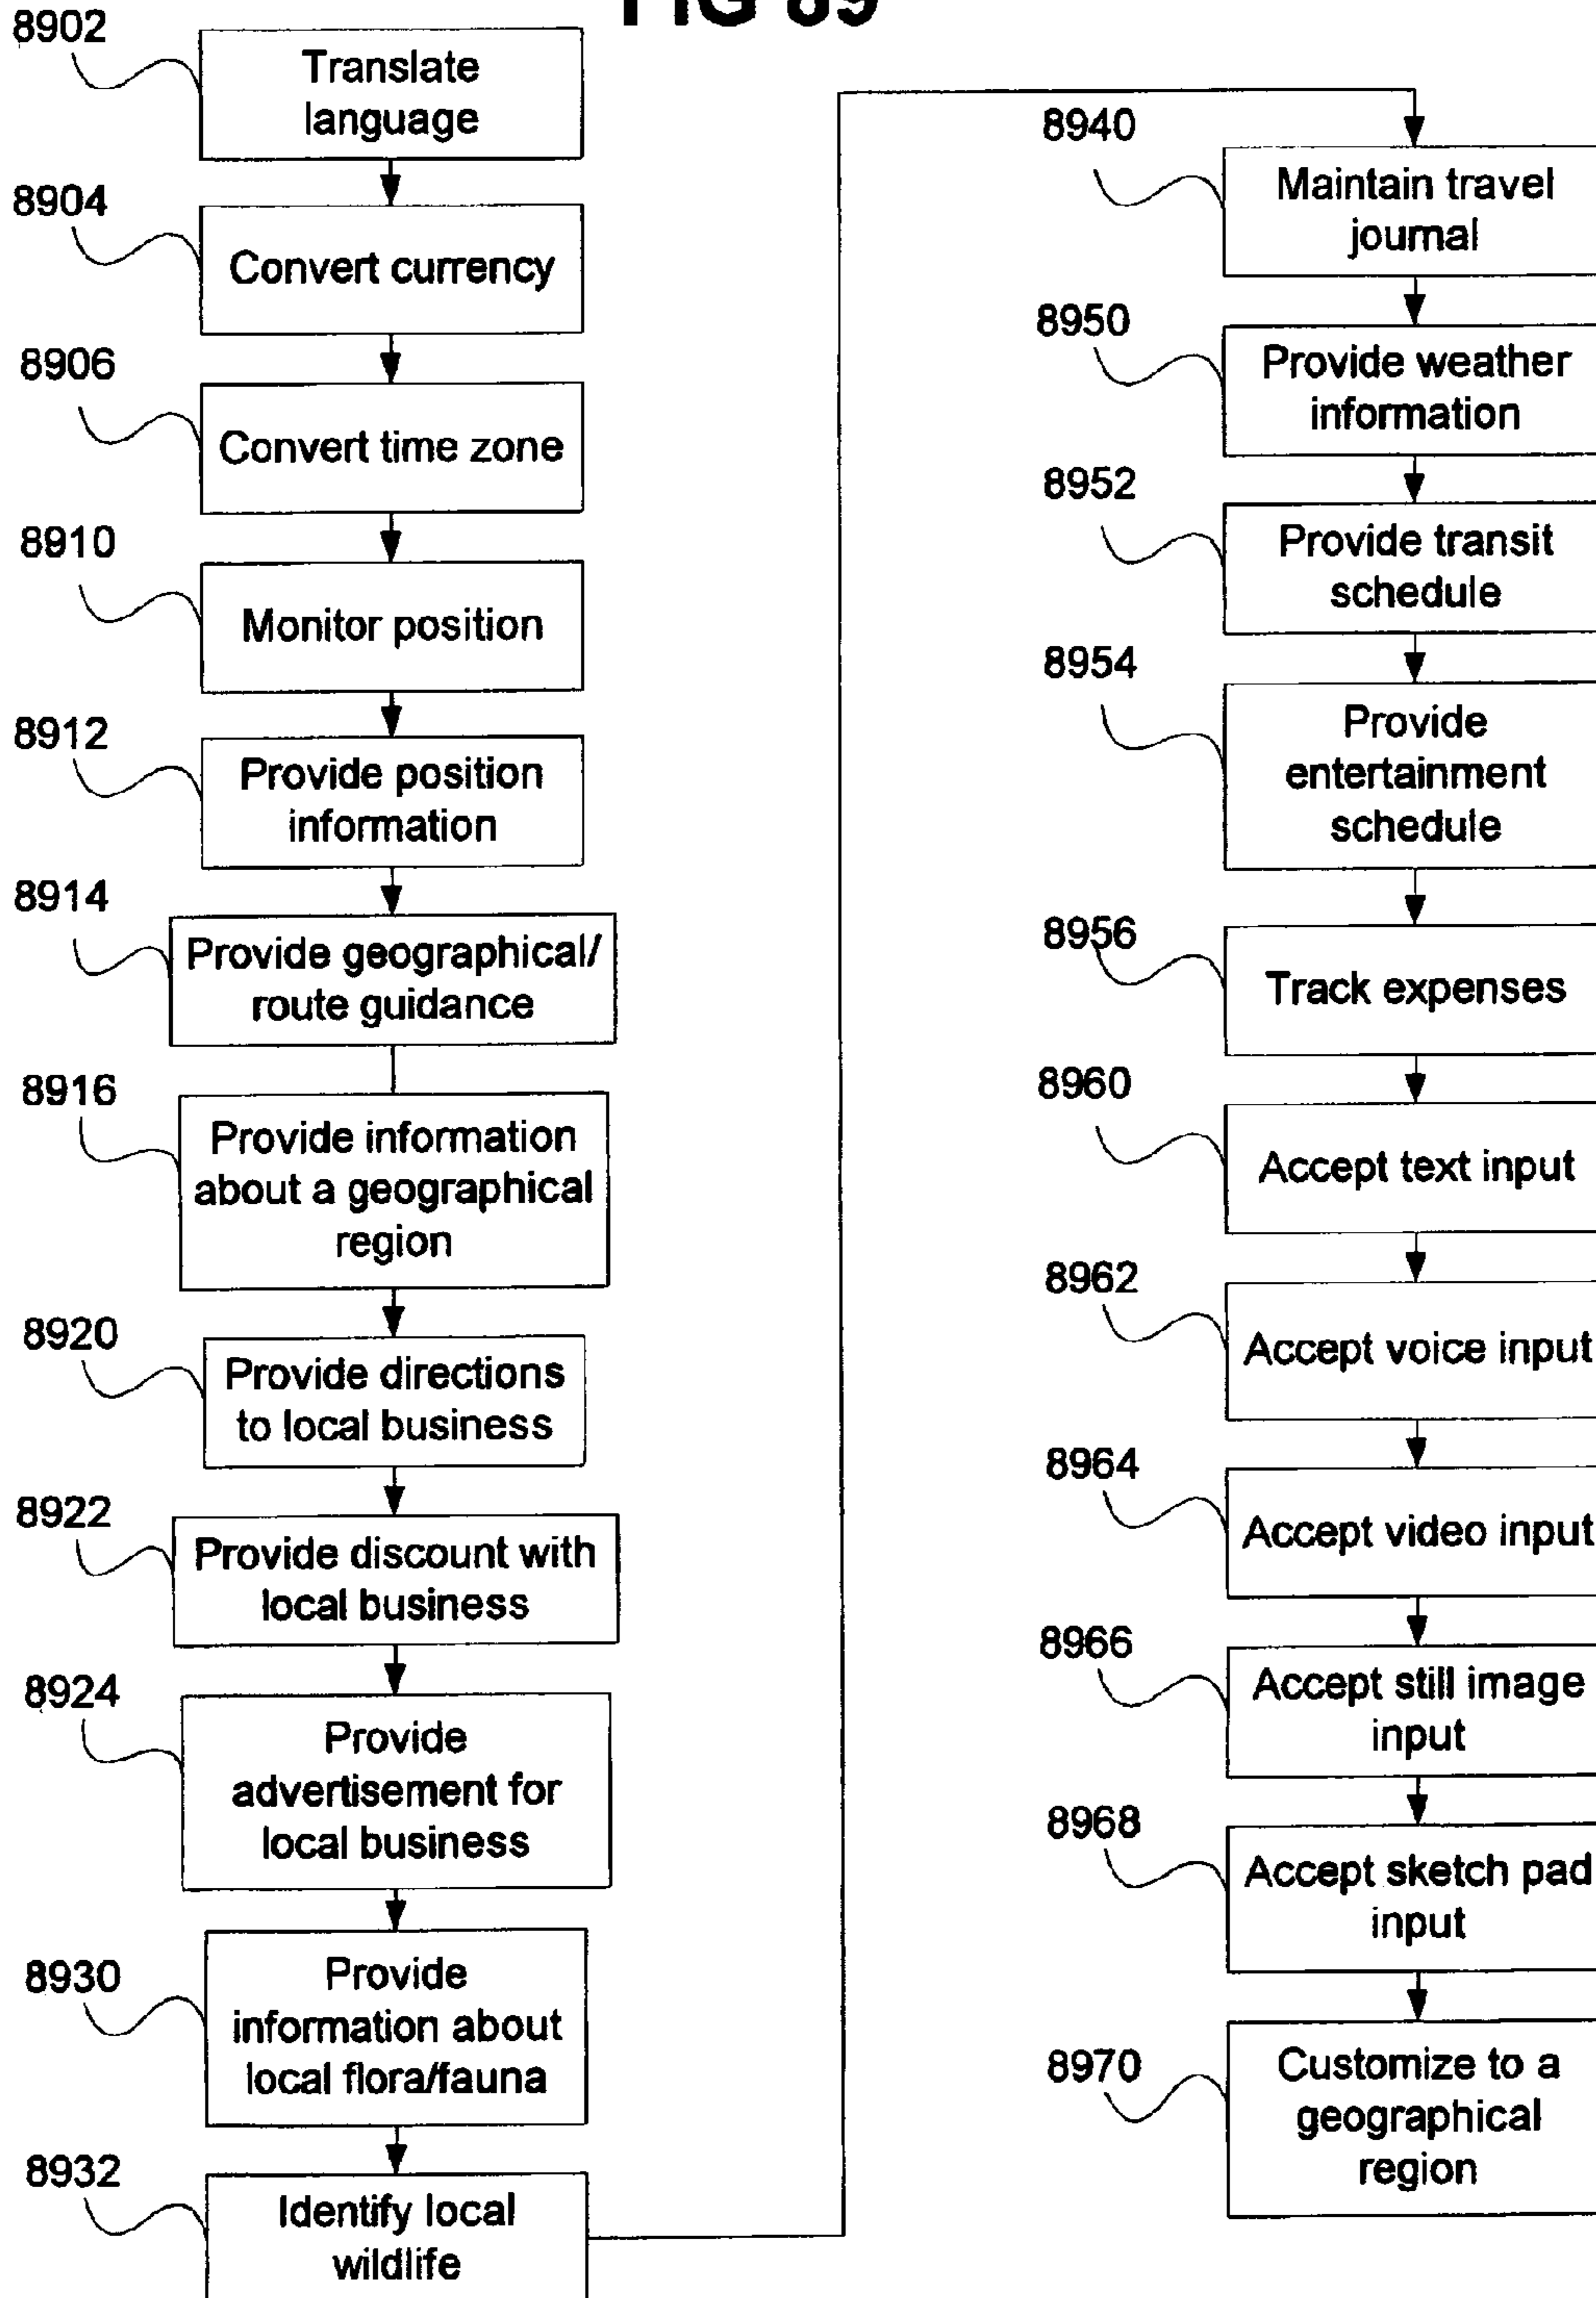 FIG 89
8902
Translate
language
8904
Convert currency
8906
Convert time zone
8910
Monitor position
8912
Provide position
information
8914
Provide geographical/
route guidance
8916
Provide information
about a geographical
region
8920
Provide directions
to local business
8922
Provide discount with
local business
8924
Provide
advertisement for
local business
8930
Provide
information about
local flora/fauna
8932
Identify local
wildlife
8940
Maintain travel
journal
8950
Provide weather
information
8952
Provide transit
schedule
8954
Provide
entertainment
schedule
8956
Track expenses
8960
Accept text input
8962
Accept voice input
8964
Accept video input
8966
Accept still image
input
8968
Accept sketch pad
input
8970
Customize to a
geographical
region